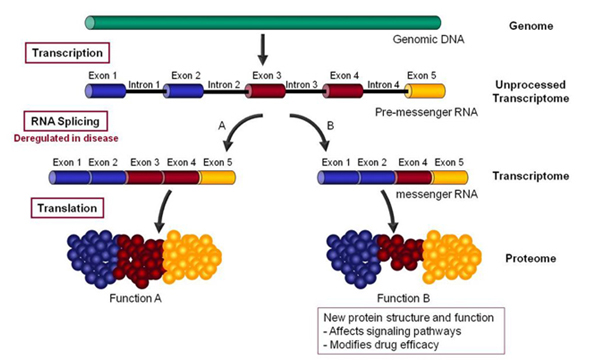 Genome
Genomic DNA
Transcription
Exon 1 Intron 1 Exon 2 Intron 2 Exon 3 Intron 3 Exon 4 Intron 4 Exon 5
Unprocessed
Transcriptome
Pre-messenger RNA
RNA Splicing
Deregulated in disease
A B
Exon 1 Exon 2 Exon 3 Exon 4 Exon 5
Exon 1 Exon 2 Exon 4 Exon 5
Transcriptome
messenger RNA
Translation
Proteome
Function A
Function B
New protein structure and function
- Affects signaling pathways
- Modifies drug efficacy